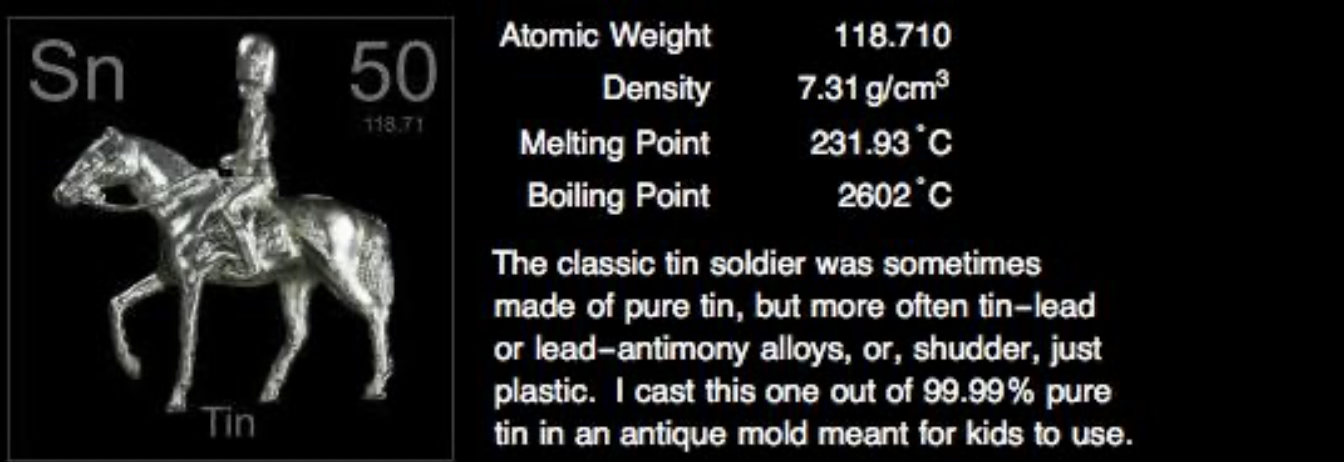 Sn 50
118.71
Tin
Atomic Weight 118.710
Density 7.31 g/cm³
Melting Point 231.93 °C
Boiling Point 2602 °C
The classic tin soldier was sometimes
made of pure tin, but more often tin–lead
or lead–antimony alloys, or, shudder, just
plastic. I cast this one out of 99.99% pure
tin in an antique mold meant for kids to use.